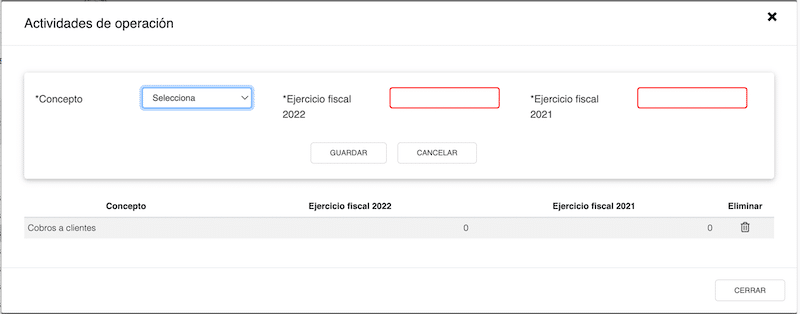 Actividades de operación
*Concepto
Selecciona
*Ejercicio fiscal
2022
*Ejercicio fiscal
2021
GUARDAR
CANCELAR
Concepto Ejercicio fiscal 2022 Ejercicio fiscal 2021 Eliminar
Cobros a clientes 0 0
CERRAR